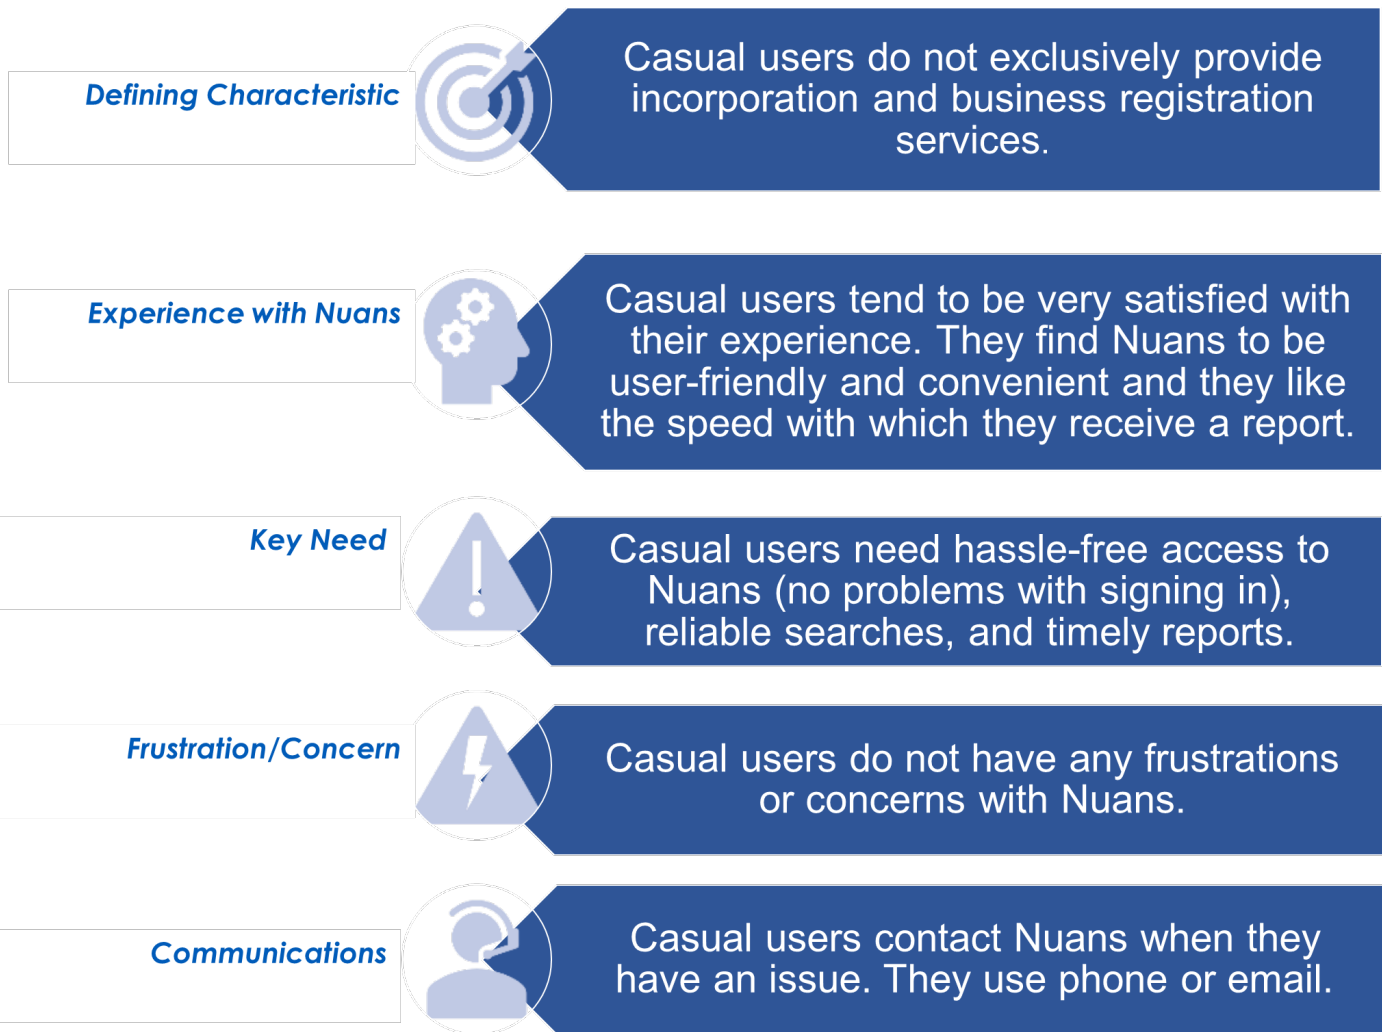 Defining Characteristic
Casual users do not exclusively provide
incorporation and business registration
services.
Experience with Nuans
Casual users tend to be very satisfied with
their experience. They find Nuans to be
user-friendly and convenient and they like
the speed with which they receive a report.
Key Need
Casual users need hassle-free access to
Nuans (no problems with signing in),
reliable searches, and timely reports.
Frustration/Concern
Casual users do not have any frustrations
or concerns with Nuans.
Communications
Casual users contact Nuans when they
have an issue. They use phone or email.